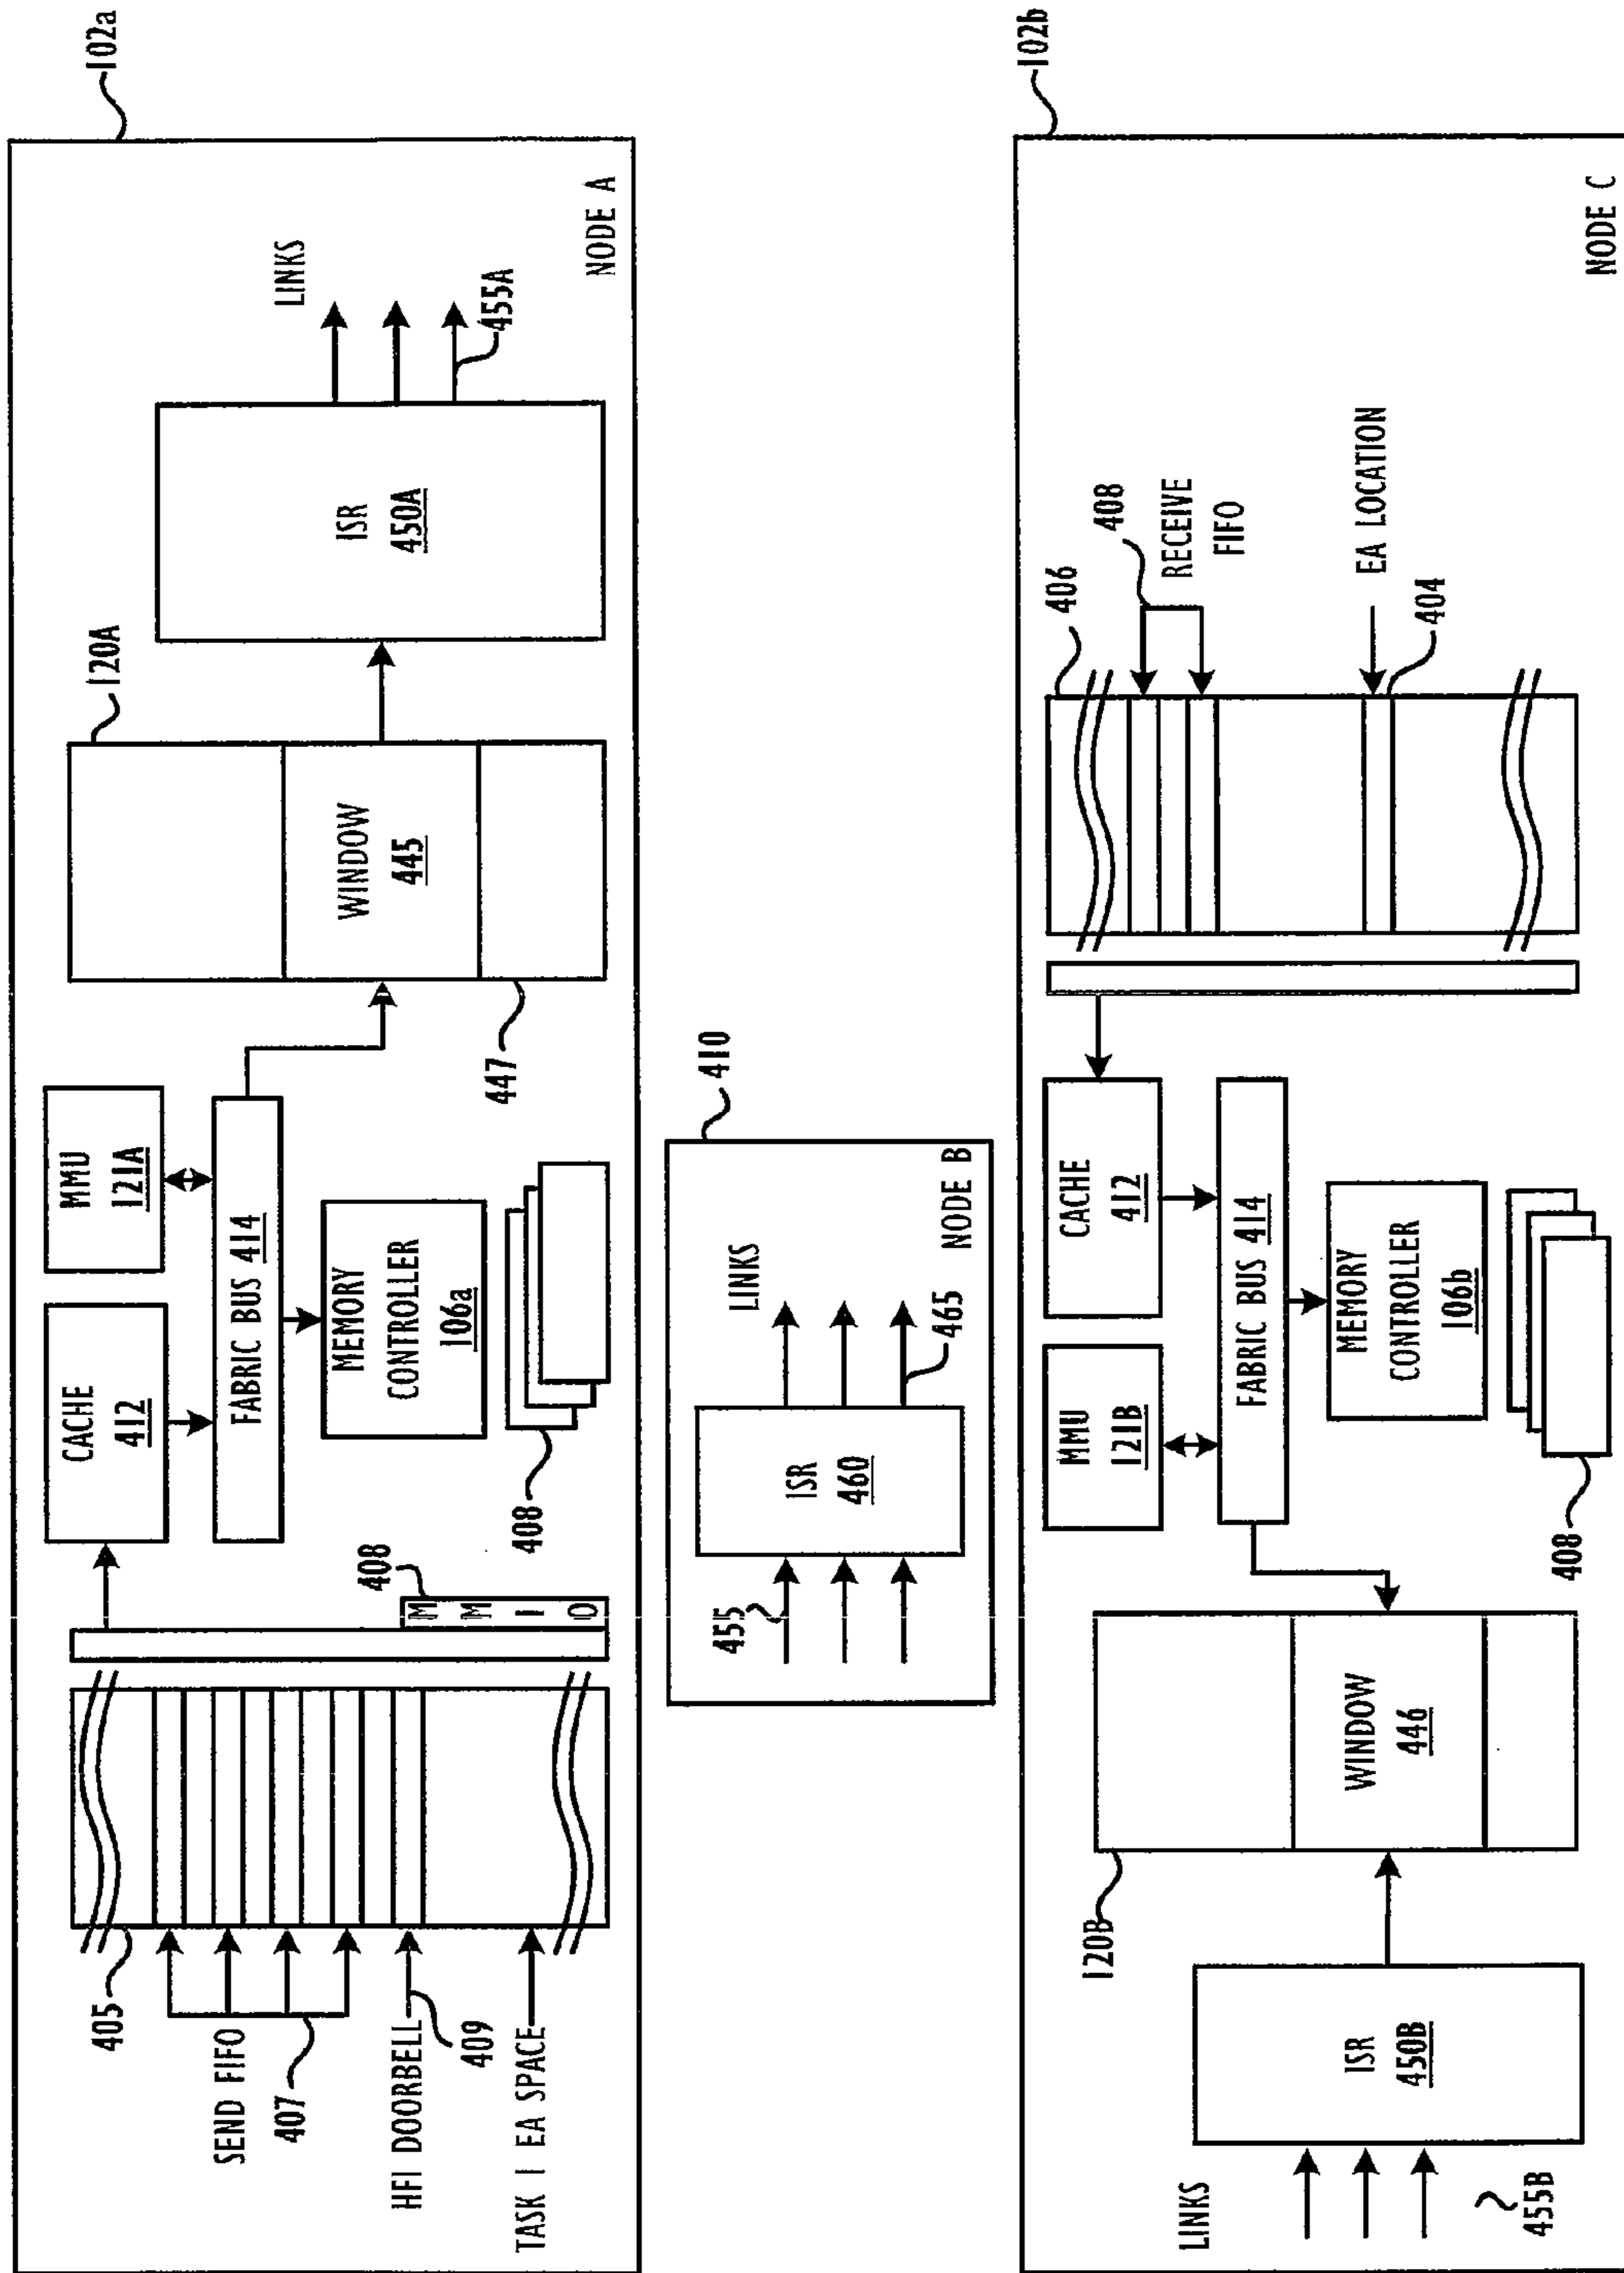 102a
NODE A
405
SEND FIFO
407
HFI DOORBELL
409
TASK 1 EA SPACE
408
M
M
I
O
CACHE
412
MMU
121A
FABRIC BUS 414
MEMORY
CONTROLLER
106a
408
447
120A
WINDOW
445
ISR
450A
LINKS
455A
410
NODE B
455
ISR
460
LINKS
465
102b
NODE C
LINKS
455B
ISR
450B
120B
WINDOW
446
MMU
121B
CACHE
412
FABRIC BUS 414
MEMORY
CONTROLLER
106b
408
406
408
RECEIVE
FIFO
EA LOCATION
404